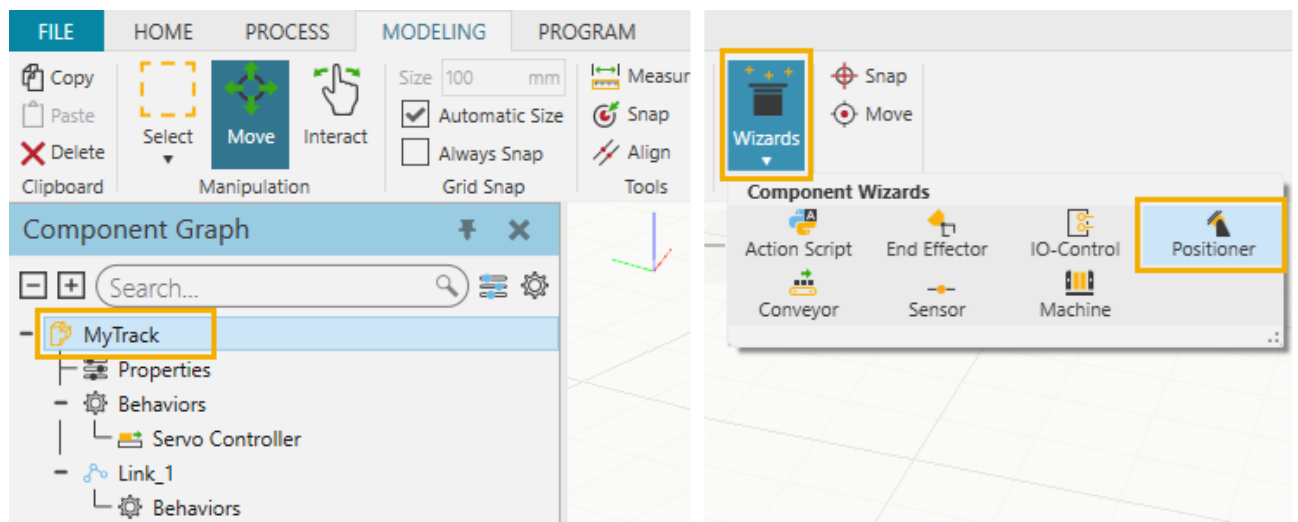 FILE HOME PROCESS MODELING PROGRAM
Copy
Paste
Delete
Clipboard
Select
Move
Interact
Manipulation
Size 100 mm
Automatic Size
Always Snap
Grid Snap
Measur
Snap
Align
Tools
Component Graph
Search...
MyTrack
Properties
Behaviors
Servo Controller
Link_1
Behaviors
Wizards
Snap
Move
Component Wizards
Action Script End Effector IO-Control Positioner
Conveyor Sensor Machine